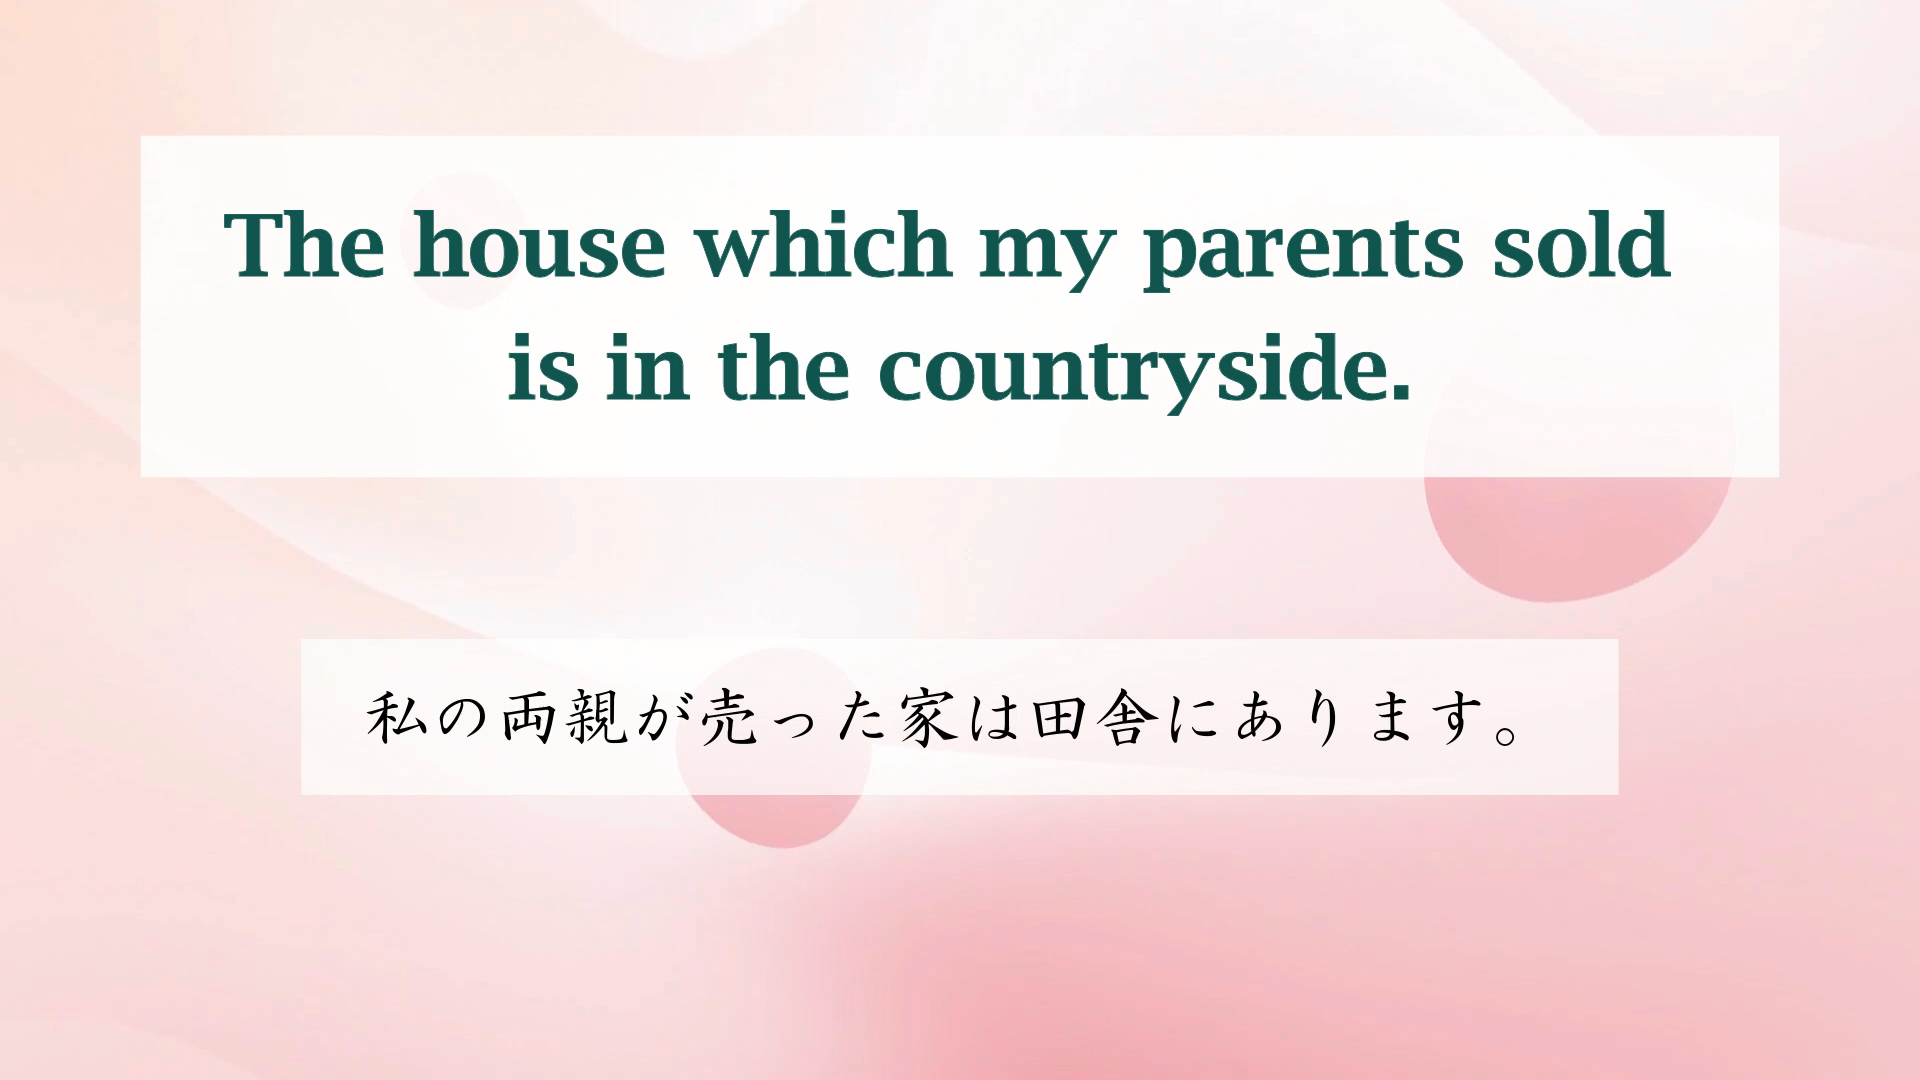 The house which my parents sold
is in the countryside.
私の両親が売った家は田舎にあります。